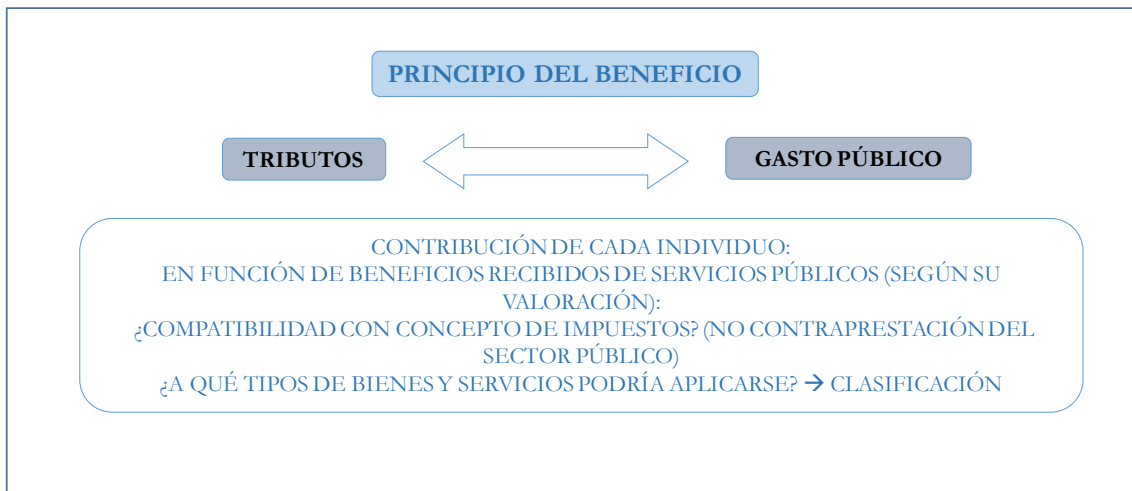 PRINCIPIO DEL BENEFICIO
TRIBUTOS
GASTO PÚBLICO
CONTRIBUCIÓN DE CADA INDIVIDUO:
EN FUNCIÓN DE BENEFICIOS RECIBIDOS DE SERVICIOS PÚBLICOS (SEGÚN SU
VALORACIÓN):
¿COMPATIBILIDAD CON CONCEPTO DE IMPUESTOS? (NO CONTRAPRESTACIÓN DEL
SECTOR PÚBLICO)
¿A QUÉ TIPOS DE BIENES Y SERVICIOS PODRÍA APLICARSE? → CLASIFICACIÓN